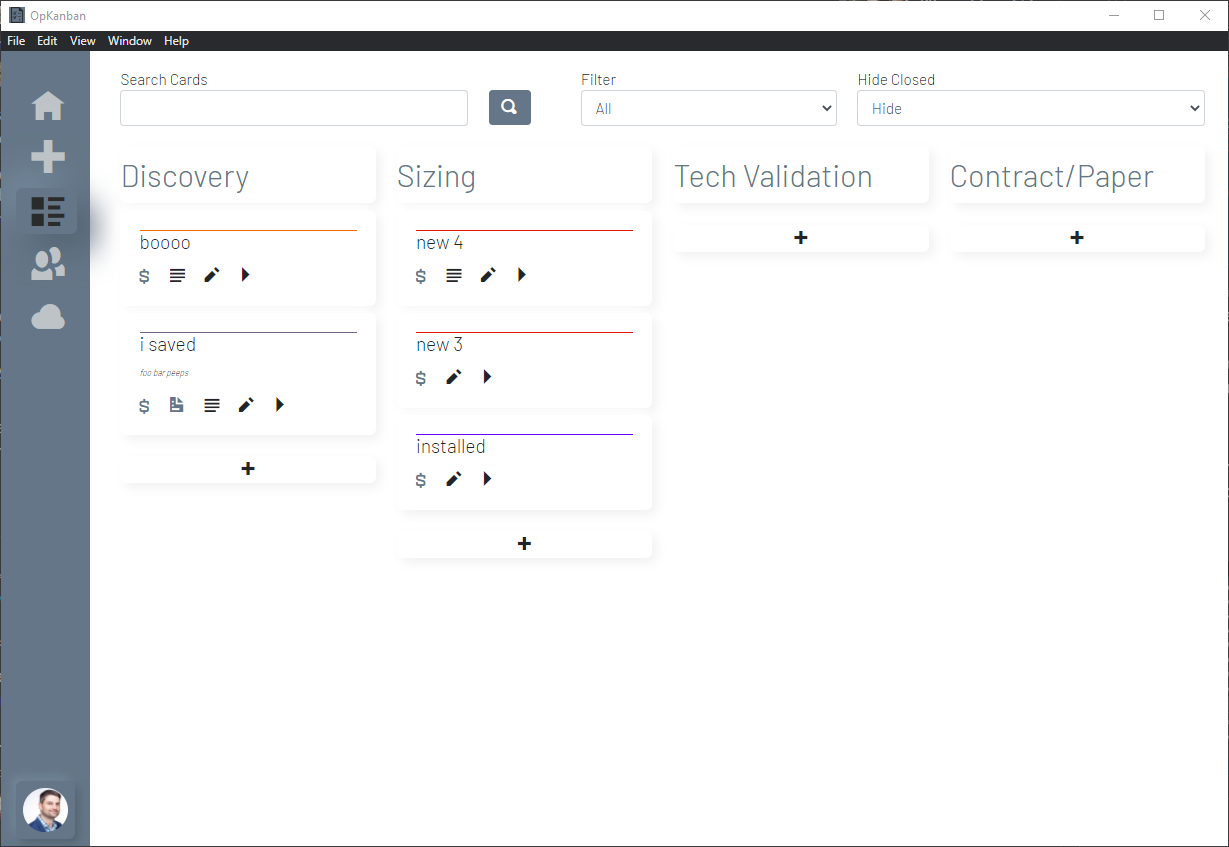 OpKanban
File Edit View Window Help
Search Cards Filter Hide Closed
All Hide
Discovery Sizing Tech Validation Contract/Paper
boooo new 4
i saved new 3
foo bar peeps
installed